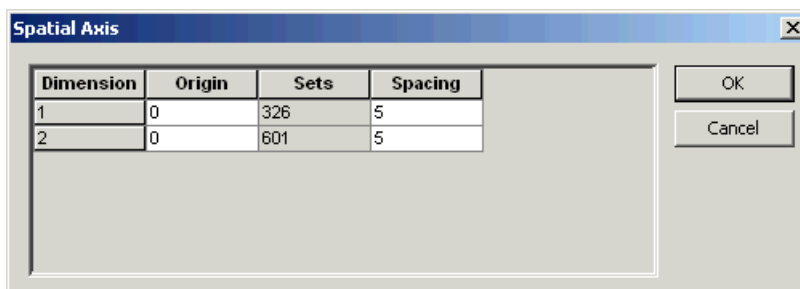 Spatial Axis
Dimension Origin Sets Spacing
1 0 326 5
2 0 601 5
OK
Cancel